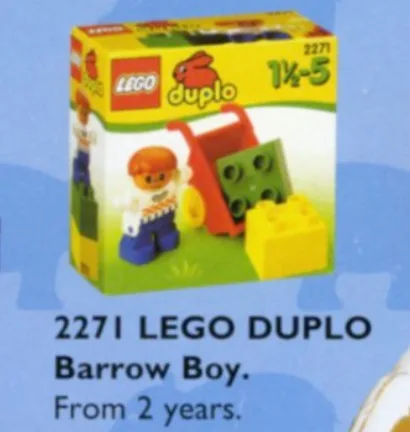 2271
LEGO
duplo
1½-5
2271 LEGO DUPLO
Barrow Boy.
From 2 years.